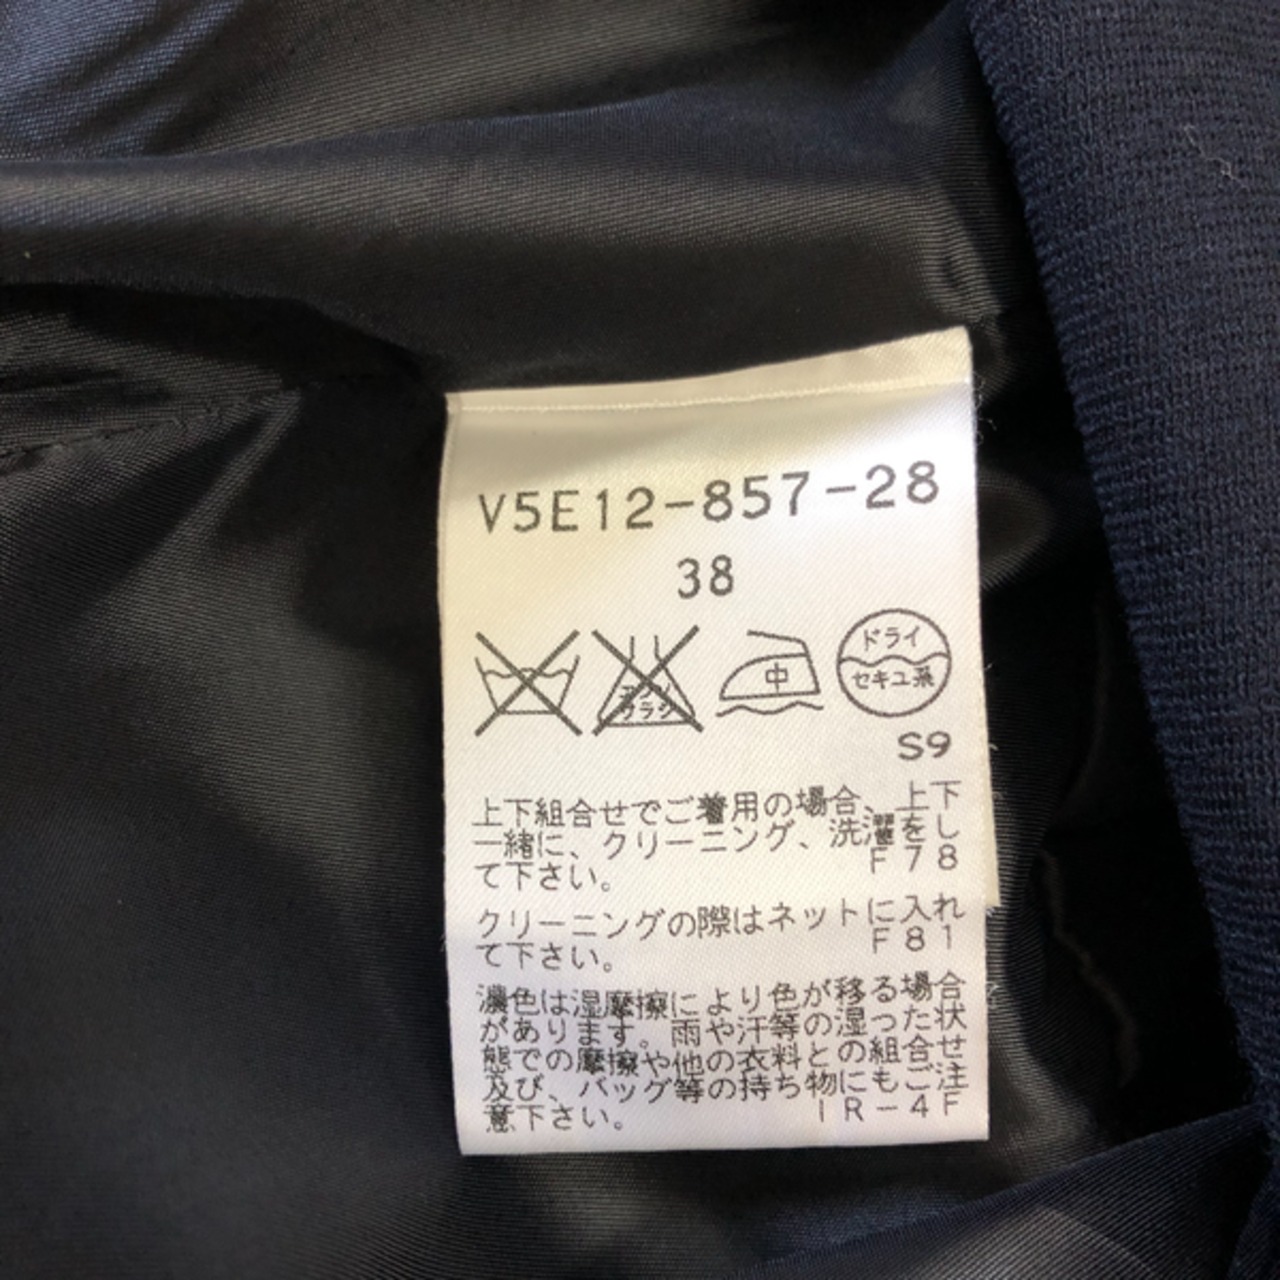 V5E12-857-28
38
中
ドライ
セキユ系
エンソ
サラシ
S9
上下組合せでご着用の場合、上下
一緒に、クリーニング、洗濯をし
て下さい。 F78
クリーニングの際はネットに入れ
て下さい。 F81
濃色は湿摩擦により色が移る場合
があります。雨や汗等の湿った状
態での摩擦や他の衣料との組合せ
及び、バッグ等の持ち物にもご注
意下さい。 IR-4F